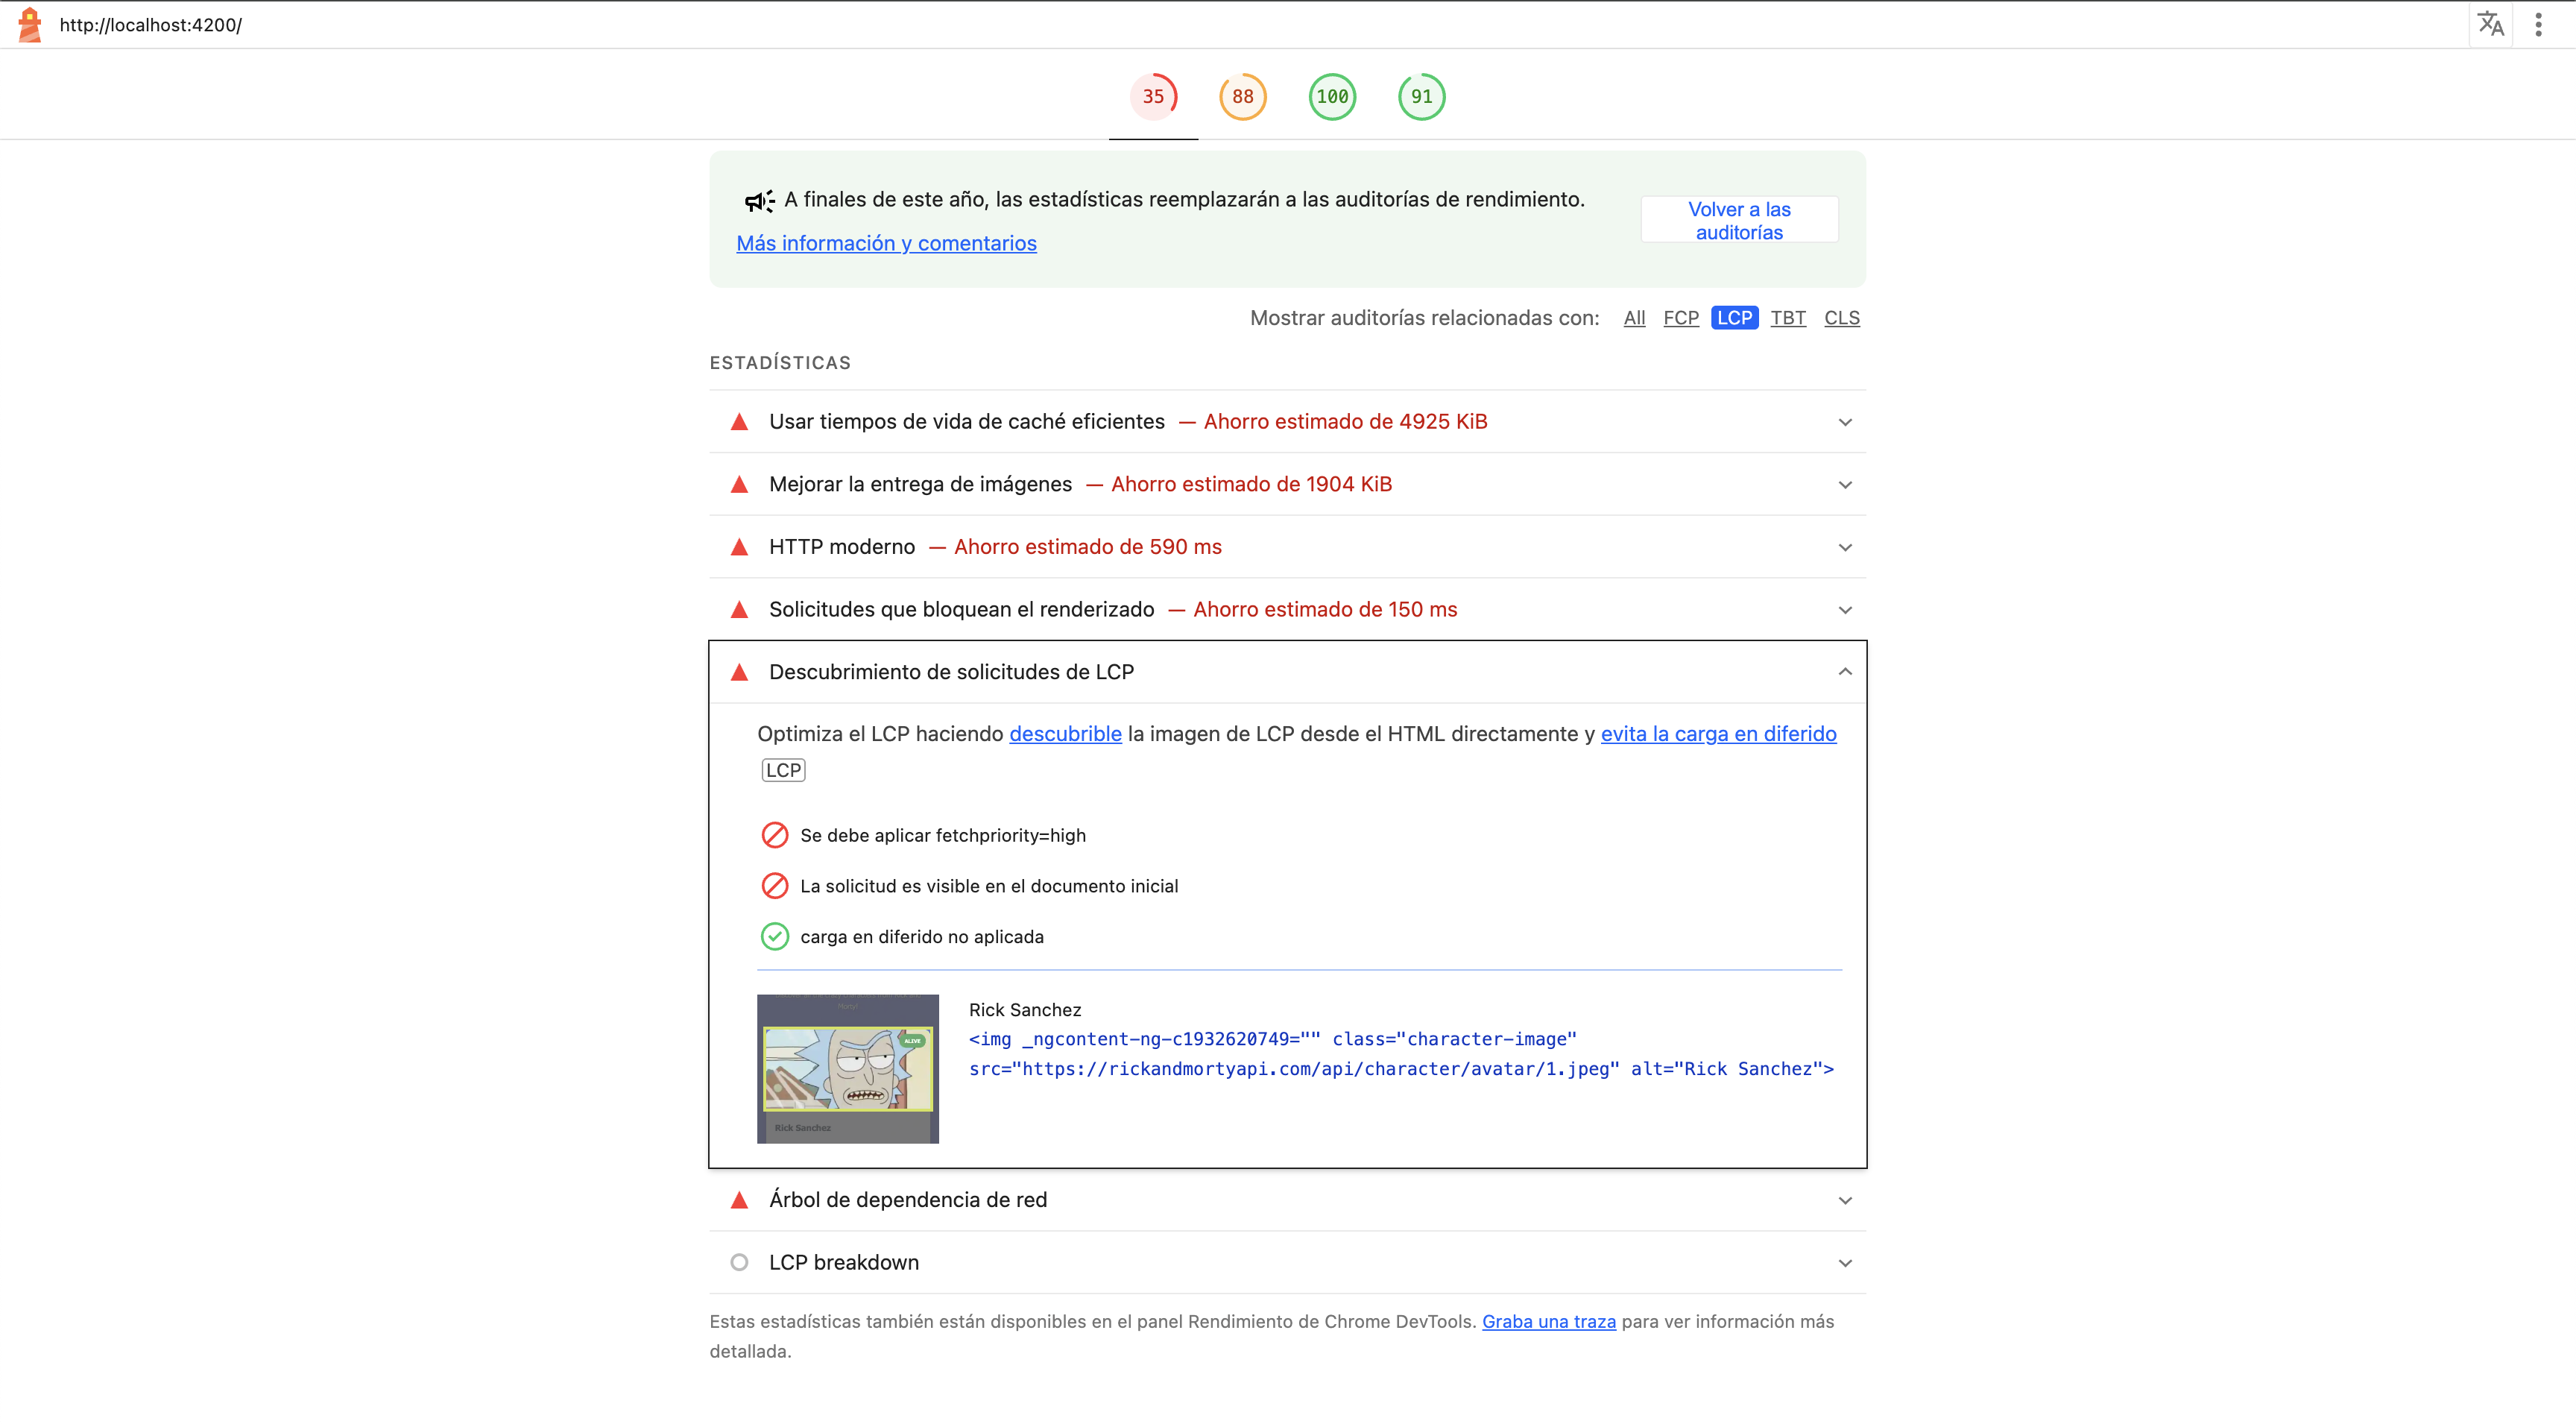 http://localhost:4200/
35 88 100 91
A finales de este año, las estadísticas reemplazarán a las auditorías de rendimiento.
Más información y comentarios
Volver a las
auditorías
Mostrar auditorías relacionadas con: All FCP LCP TBT CLS
ESTADÍSTICAS
Usar tiempos de vida de caché eficientes — Ahorro estimado de 4925 KiB
Mejorar la entrega de imágenes — Ahorro estimado de 1904 KiB
HTTP moderno — Ahorro estimado de 590 ms
Solicitudes que bloquean el renderizado — Ahorro estimado de 150 ms
Descubrimiento de solicitudes de LCP
Optimiza el LCP haciendo descubrible la imagen de LCP desde el HTML directamente y evita la carga en diferido
LCP
Se debe aplicar fetchpriority=high
La solicitud es visible en el documento inicial
carga en diferido no aplicada
ALIVE
Rick Sanchez
Rick Sanchez
<img _ngcontent-ng-c1932620749="" class="character-image"
src="https://rickandmortyapi.com/api/character/avatar/1.jpeg" alt="Rick Sanchez">
Árbol de dependencia de red
LCP breakdown
Estas estadísticas también están disponibles en el panel Rendimiento de Chrome DevTools. Graba una traza para ver información más
detallada.